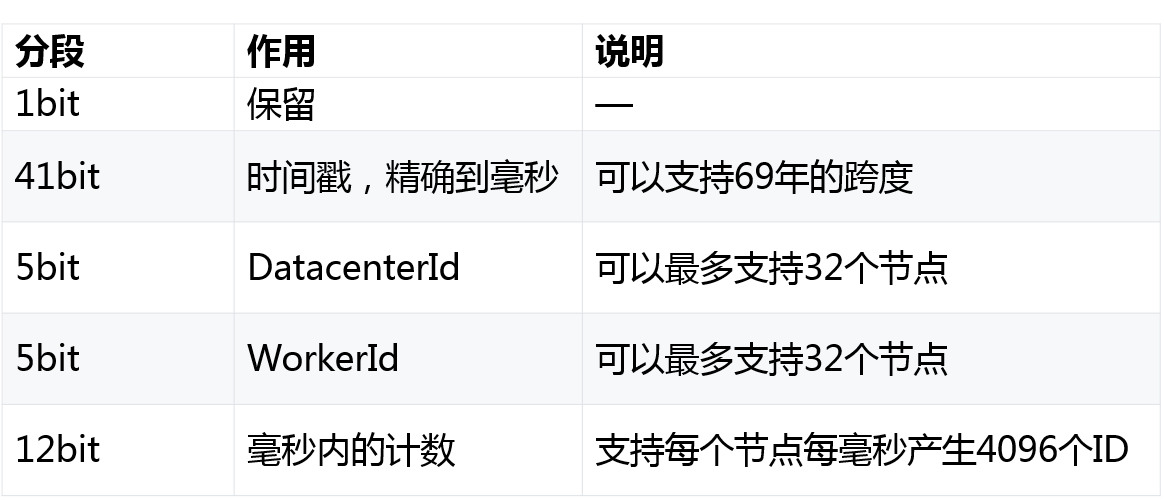 分段 作用 说明
1bit 保留 —
41bit 时间戳，精确到毫秒 可以支持69年的跨度
5bit DatacenterId 可以最多支持32个节点
5bit WorkerId 可以最多支持32个节点
12bit 毫秒内的计数 支持每个节点每毫秒产生4096个ID